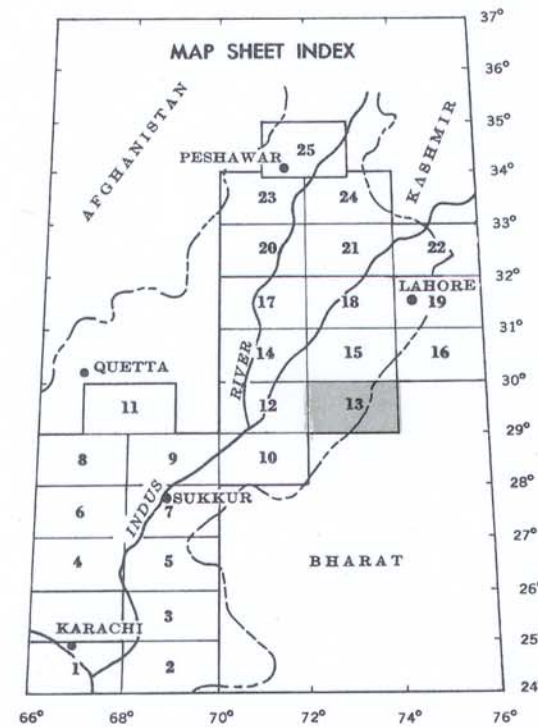 37°
MAP SHEET INDEX
36°
AFGHANISTAN
KASHMIR
35°
25
PESHAWAR
34°
23 24
33°
20 21 22
32°
LAHORE
17 18 19
31°
RIVER
14 15 16
QUETTA
30°
11 12 13
29°
8 9 10
28°
INDUS
SUKKUR
6 7
27°
BHARAT
4 5
26°
3
KARACHI
25°
1 2
24°
66° 68° 70° 72° 74° 76°